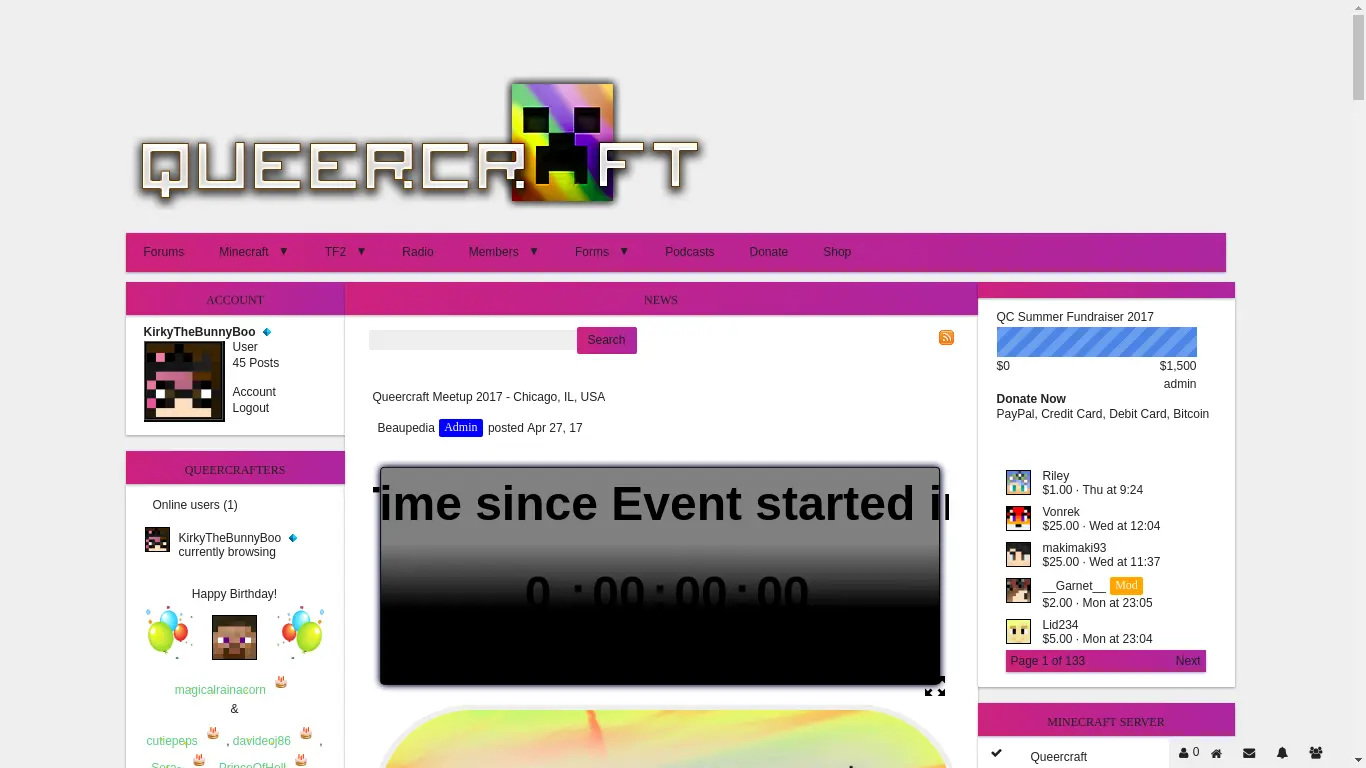 QUEERCRAFT
Forums Minecraft ▼ TF2 ▼ Radio Members ▼ Forms ▼ Podcasts Donate Shop
ACCOUNT
KirkyTheBunnyBoo
User
45 Posts
Account
Logout
QUEERCRAFTERS
Online users (1)
KirkyTheBunnyBoo
currently browsing
Happy Birthday!
magicalrainacorn
&
cutiepeps , davideoj86 ,
Sora~ PrinceOfHell
NEWS
Search
Queercraft Meetup 2017 - Chicago, IL, USA
Beaupedia Admin posted Apr 27, 17
Time since Event started
0 :00:00:00
QC Summer Fundraiser 2017
$0 $1,500
admin
Donate Now
PayPal, Credit Card, Debit Card, Bitcoin
Riley
$1.00 · Thu at 9:24
Vonrek
$25.00 · Wed at 12:04
makimaki93
$25.00 · Wed at 11:37
__Garnet__ Mod
$2.00 · Mon at 23:05
Lid234
$5.00 · Mon at 23:04
Page 1 of 133 Next
MINECRAFT SERVER
Queercraft
0